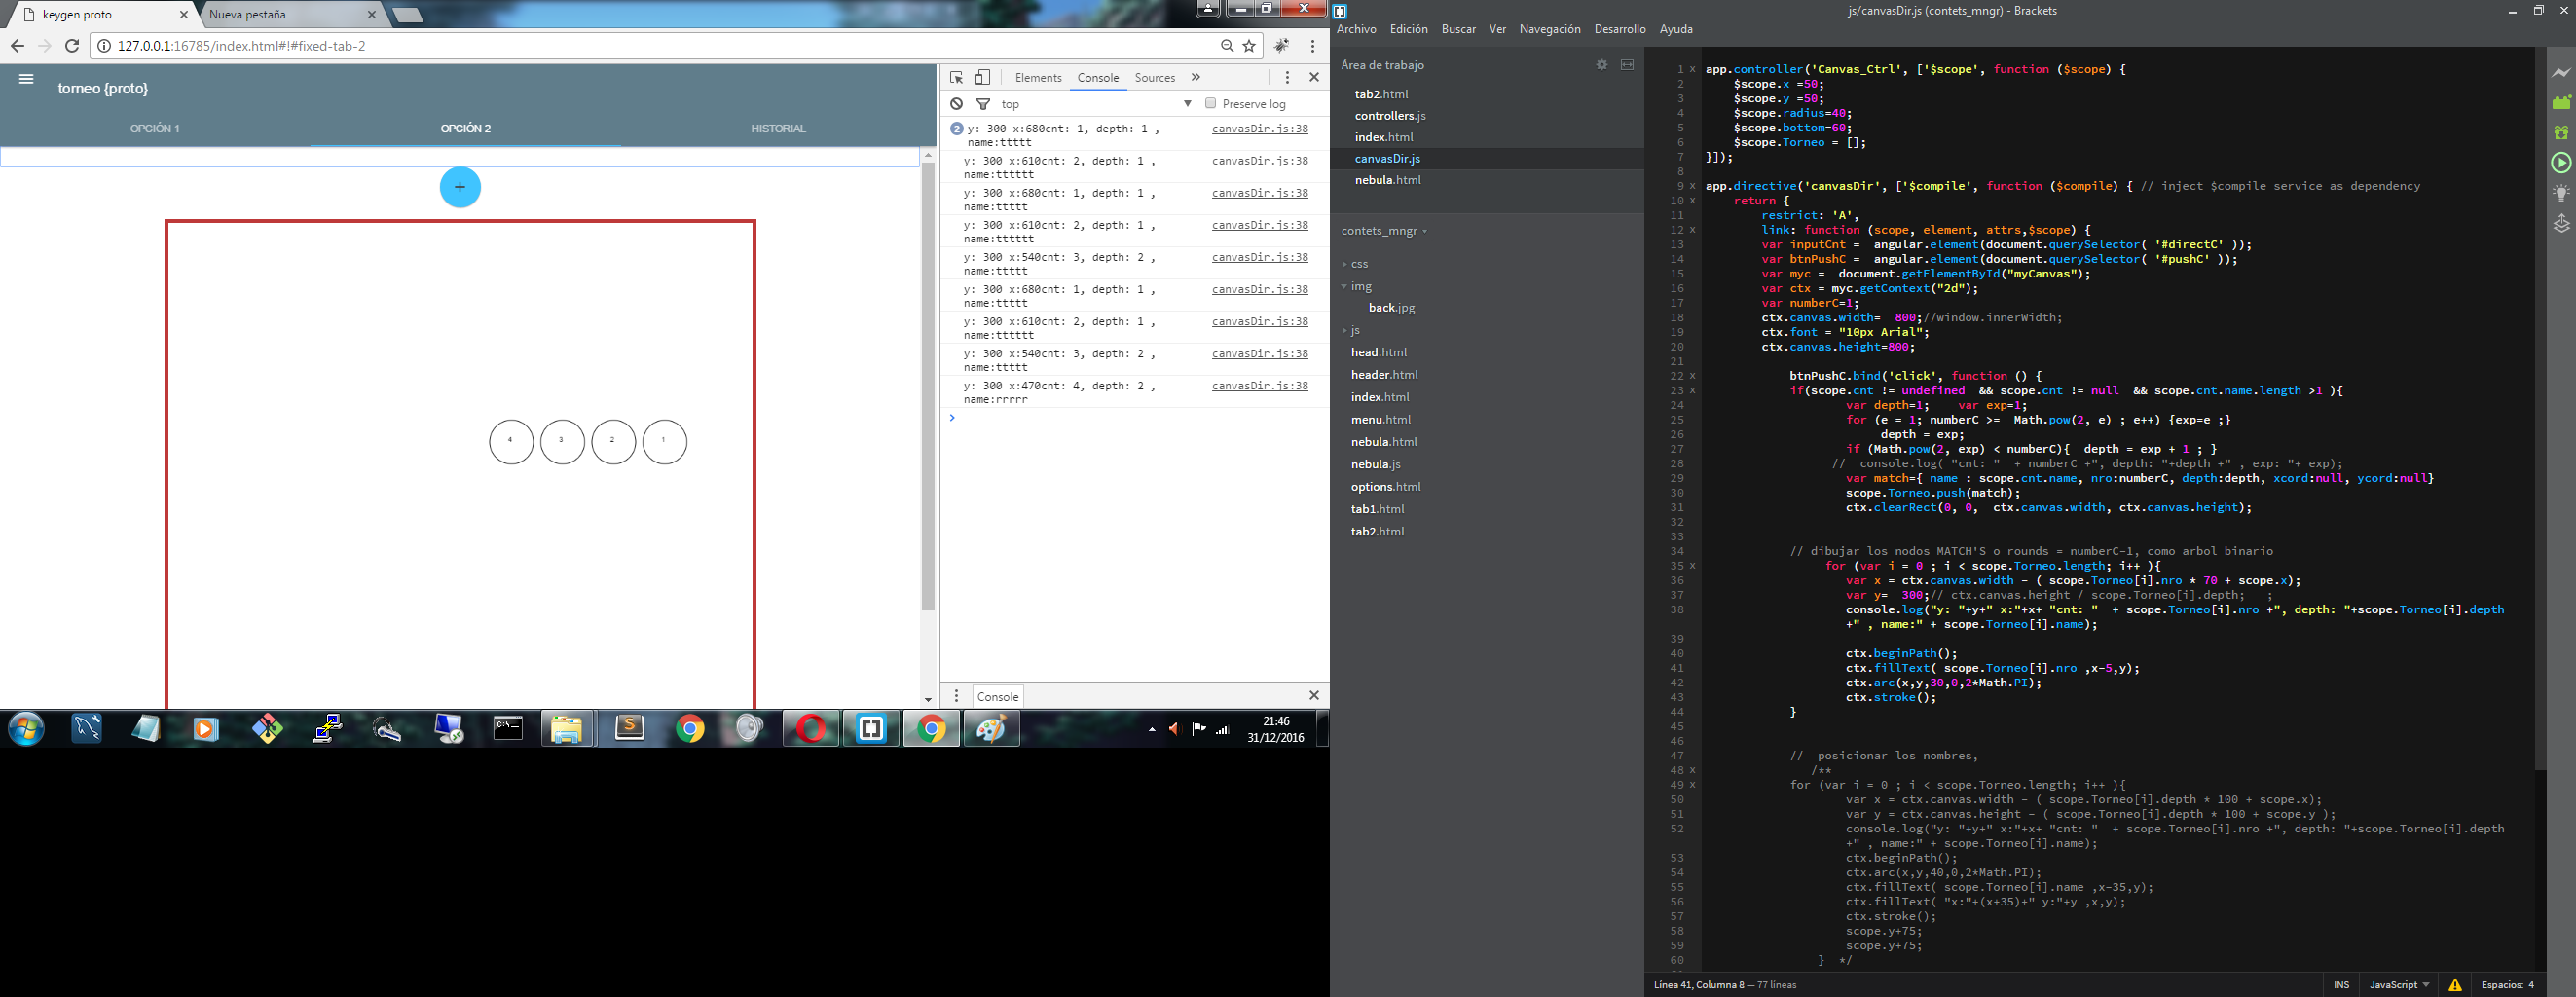 keygen proto
Nueva pestaña
127.0.0.1:16785/index.html#!#fixed-tab-2
torneo {proto}
OPCIÓN 1
OPCIÓN 2
HISTORIAL
+
4
3
2
1
Elements
Console
Sources
»
top
Preserve log
2 y: 300 x:680cnt: 1, depth: 1 , canvasDir.js:38
name:ttttt
y: 300 x:610cnt: 2, depth: 1 , canvasDir.js:38
name:tttttt
y: 300 x:680cnt: 1, depth: 1 , canvasDir.js:38
name:ttttt
y: 300 x:610cnt: 2, depth: 1 , canvasDir.js:38
name:tttttt
y: 300 x:540cnt: 3, depth: 2 , canvasDir.js:38
name:ttttt
y: 300 x:680cnt: 1, depth: 1 , canvasDir.js:38
name:ttttt
y: 300 x:610cnt: 2, depth: 1 , canvasDir.js:38
name:tttttt
y: 300 x:540cnt: 3, depth: 2 , canvasDir.js:38
name:ttttt
y: 300 x:470cnt: 4, depth: 2 , canvasDir.js:38
name:rrrrr
>
Console
21:46
31/12/2016
js/canvasDir.js (contets_mngr) - Brackets
Archivo Edición Buscar Ver Navegación Desarrollo Ayuda
Área de trabajo
tab2.html
controllers.js
index.html
canvasDir.js
nebula.html
contets_mngr
css
img
back.jpg
js
head.html
header.html
index.html
menu.html
nebula.html
nebula.js
options.html
tab1.html
tab2.html
1 x app.controller('Canvas_Ctrl', ['$scope', function ($scope) {
2 $scope.x =50;
3 $scope.y =50;
4 $scope.radius=40;
5 $scope.bottom=60;
6 $scope.Torneo = [];
7 }]);
8
9 x app.directive('canvasDir', ['$compile', function ($compile) { // inject $compile service as dependency
10 x return {
11 restrict: 'A',
12 x link: function (scope, element, attrs,$scope) {
13 var inputCnt = angular.element(document.querySelector( '#directC' ));
14 var btnPushC = angular.element(document.querySelector( '#pushC' ));
15 var myc = document.getElementById("myCanvas");
16 var ctx = myc.getContext("2d");
17 var numberC=1;
18 ctx.canvas.width= 800;//window.innerWidth;
19 ctx.font = "10px Arial";
20 ctx.canvas.height=800;
21
22 x btnPushC.bind('click', function () {
23 x if(scope.cnt != undefined && scope.cnt != null && scope.cnt.name.length >1 ){
24 var depth=1; var exp=1;
25 for (e = 1; numberC >= Math.pow(2, e) ; e++) {exp=e ;}
26 depth = exp;
27 if (Math.pow(2, exp) < numberC){ depth = exp + 1 ; }
28 // console.log( "cnt: " + numberC +", depth: "+depth +" , exp: "+ exp);
29 var match={ name : scope.cnt.name, nro:numberC, depth:depth, xcord:null, ycord:null}
30 scope.Torneo.push(match);
31 ctx.clearRect(0, 0, ctx.canvas.width, ctx.canvas.height);
32
33
34 // dibujar los nodos MATCH'S o rounds = numberC-1, como arbol binario
35 x for (var i = 0 ; i < scope.Torneo.length; i++ ){
36 var x = ctx.canvas.width - ( scope.Torneo[i].nro * 70 + scope.x);
37 var y= 300;// ctx.canvas.height / scope.Torneo[i].depth; ;
38 console.log("y: "+y+" x:"+x+ "cnt: " + scope.Torneo[i].nro +", depth: "+scope.Torneo[i].depth
+" , name:" + scope.Torneo[i].name);
39
40 ctx.beginPath();
41 ctx.fillText( scope.Torneo[i].nro ,x-5,y);
42 ctx.arc(x,y,30,0,2*Math.PI);
43 ctx.stroke();
44 }
45
46
47 // posicionar los nombres,
48 x /**
49 x for (var i = 0 ; i < scope.Torneo.length; i++ ){
50 var x = ctx.canvas.width - ( scope.Torneo[i].depth * 100 + scope.x);
51 var y = ctx.canvas.height - ( scope.Torneo[i].depth * 100 + scope.y );
52 console.log("y: "+y+" x:"+x+ "cnt: " + scope.Torneo[i].nro +", depth: "+scope.Torneo[i].depth
+" , name:" + scope.Torneo[i].name);
53 ctx.beginPath();
54 ctx.arc(x,y,40,0,2*Math.PI);
55 ctx.fillText( scope.Torneo[i].name ,x-35,y);
56 ctx.fillText( "x:"+(x+35)+" y:"+y ,x,y);
57 ctx.stroke();
58 scope.y+75;
59 scope.y+75;
60 } */
Línea 41, Columna 8 — 77 líneas
INS JavaScript Espacios: 4